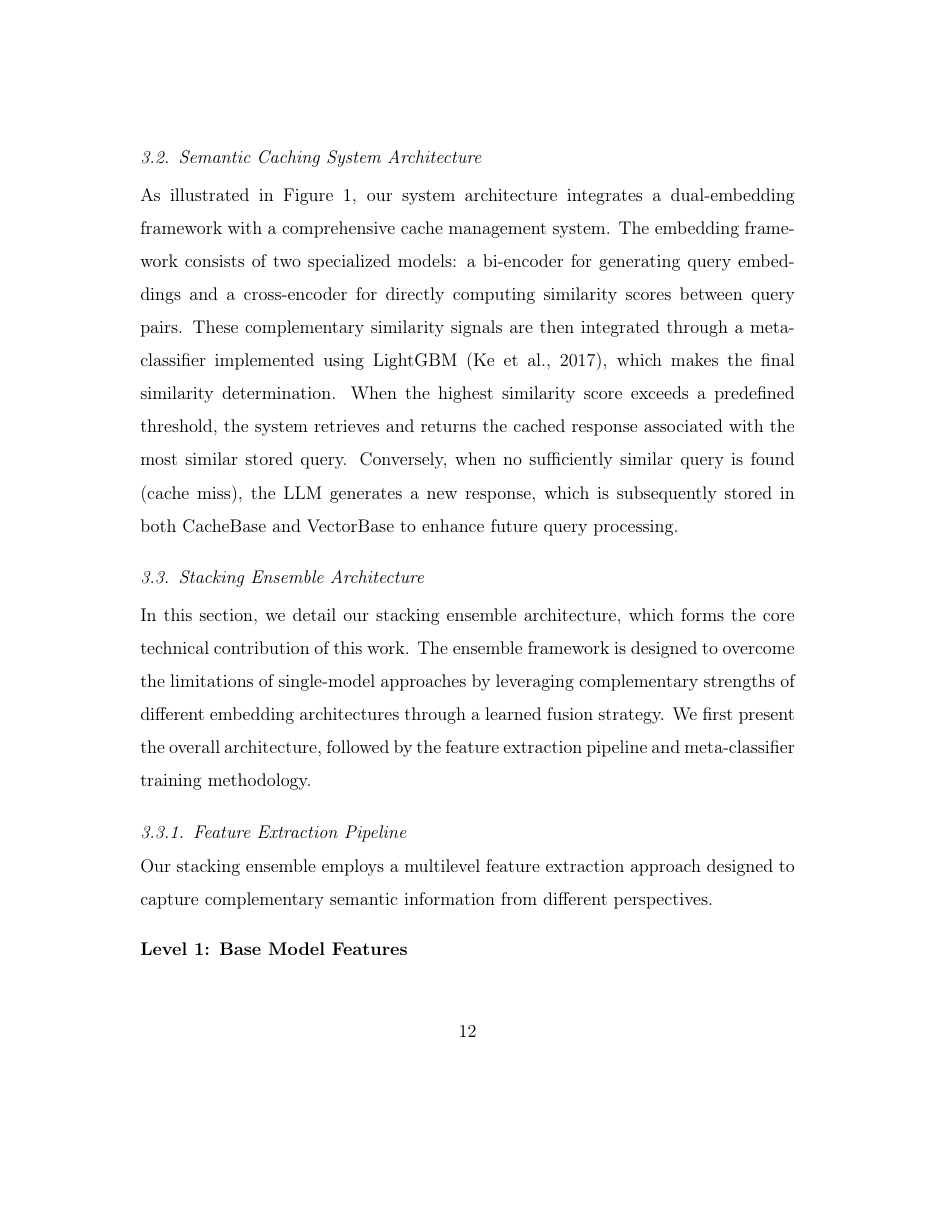 3.2. Semantic Caching System Architecture
As illustrated in Figure 1, our system architecture integrates a dual-embedding
framework with a comprehensive cache management system. The embedding frame-
work consists of two specialized models: a bi-encoder for generating query embed-
dings and a cross-encoder for directly computing similarity scores between query
pairs. These complementary similarity signals are then integrated through a meta-
classifier implemented using LightGBM (Ke et al., 2017), which makes the final
similarity determination. When the highest similarity score exceeds a predefined
threshold, the system retrieves and returns the cached response associated with the
most similar stored query. Conversely, when no sufficiently similar query is found
(cache miss), the LLM generates a new response, which is subsequently stored in
both CacheBase and VectorBase to enhance future query processing.
3.3. Stacking Ensemble Architecture
In this section, we detail our stacking ensemble architecture, which forms the core
technical contribution of this work. The ensemble framework is designed to overcome
the limitations of single-model approaches by leveraging complementary strengths of
different embedding architectures through a learned fusion strategy. We first present
the overall architecture, followed by the feature extraction pipeline and meta-classifier
training methodology.
3.3.1. Feature Extraction Pipeline
Our stacking ensemble employs a multilevel feature extraction approach designed to
capture complementary semantic information from different perspectives.
Level 1: Base Model Features
12